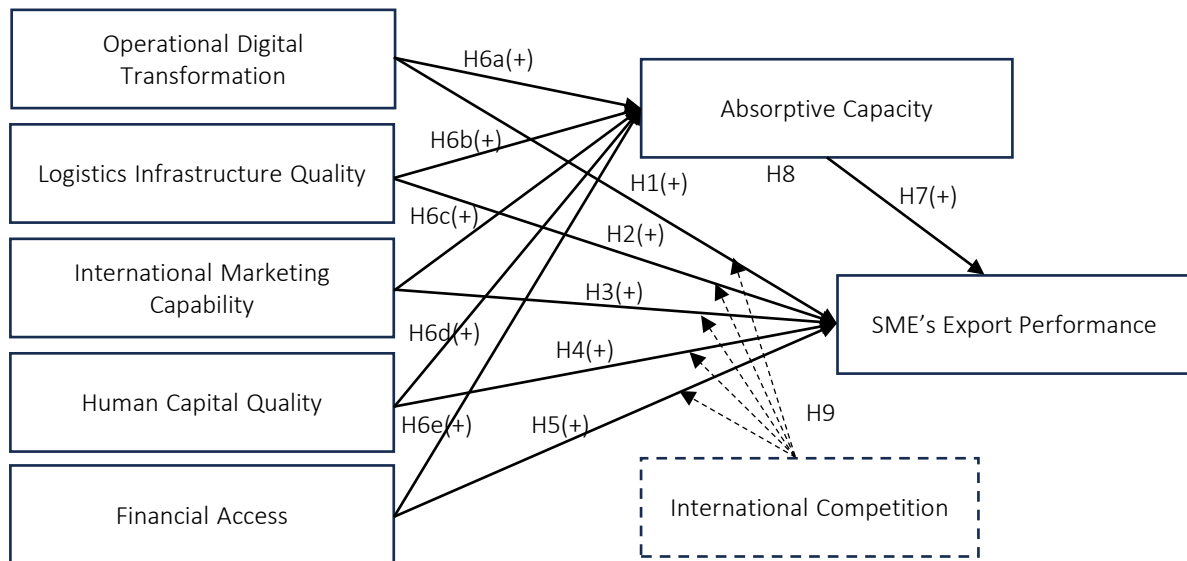 Operational Digital
Transformation
H6a(+)
Absorptive Capacity
Logistics Infrastructure Quality
H6b(+)
H1(+)
H8
H7(+)
H6c(+)
H2(+)
International Marketing
Capability
H3(+)
SME’s Export Performance
H6d(+)
H4(+)
Human Capital Quality
H6e(+)
H5(+)
H9
Financial Access
International Competition